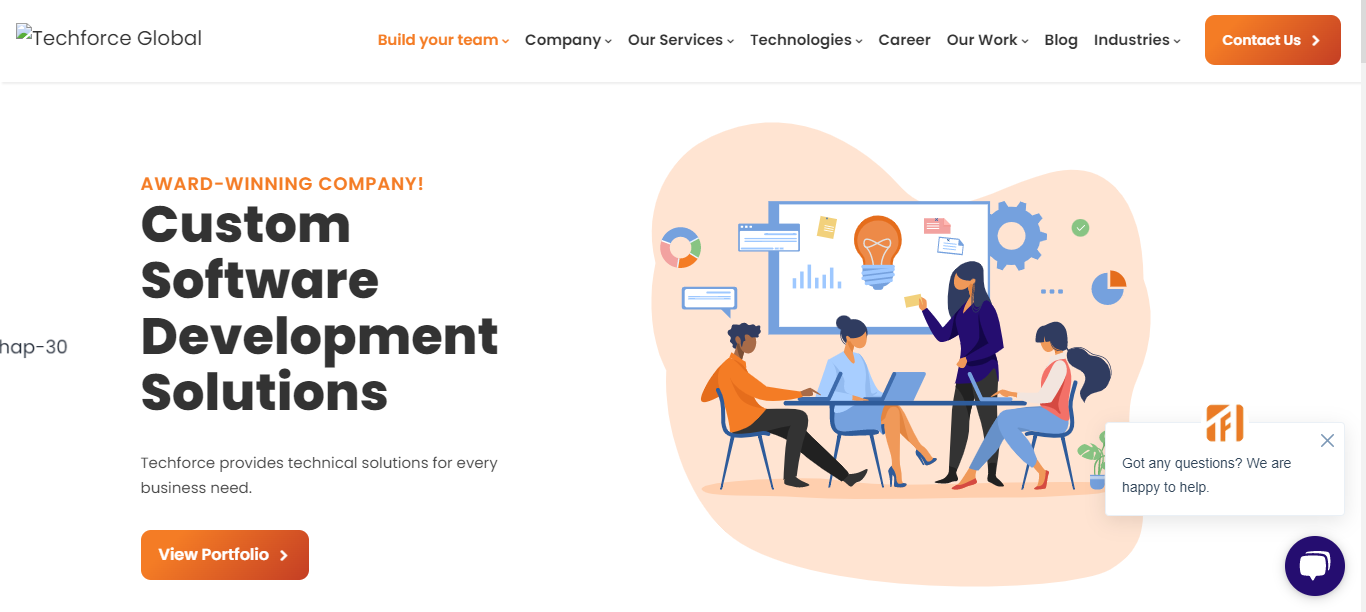 Techforce Global
Build your team
Company
Our Services
Technologies
Career
Our Work
Blog
Industries
Contact Us
AWARD-WINNING COMPANY!
Custom
Software
Development
Solutions
hap-30
Techforce provides technical solutions for every
business need.
View Portfolio
Got any questions? We are
happy to help.